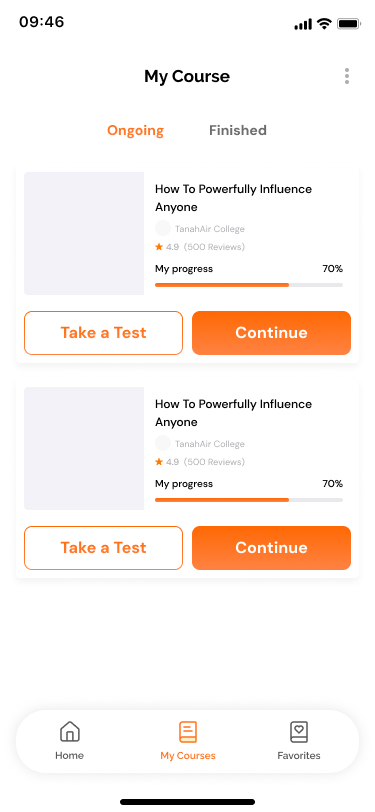 09:46
My Course
Ongoing
Finished
How To Powerfully Influence
Anyone
TanahAir College
4.9 (500 Reviews)
My progress 70%
Take a Test
Continue
How To Powerfully Influence
Anyone
TanahAir College
4.9 (500 Reviews)
My progress 70%
Take a Test
Continue
Home
My Courses
Favorites